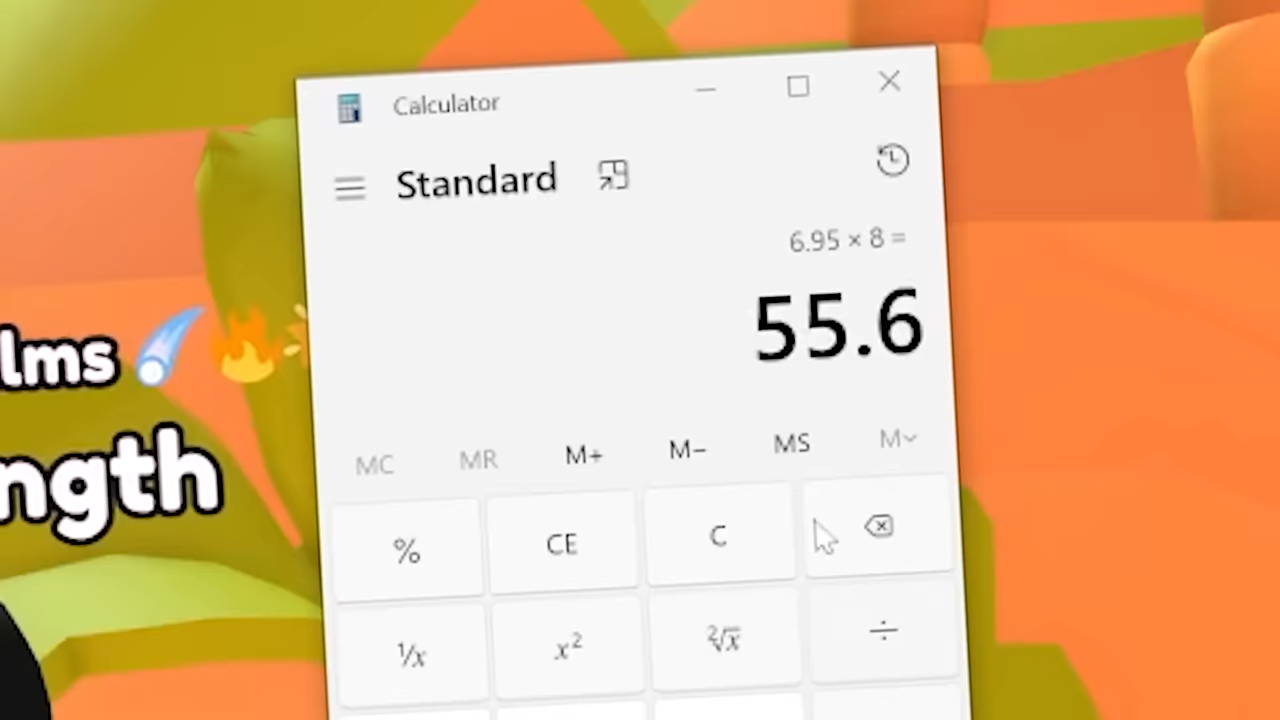 Calculator
Standard
6.95 × 8 =
55.6
lms
ngth
MC MR M+ M− MS M
% CE C
¹/x x² ²√x ÷